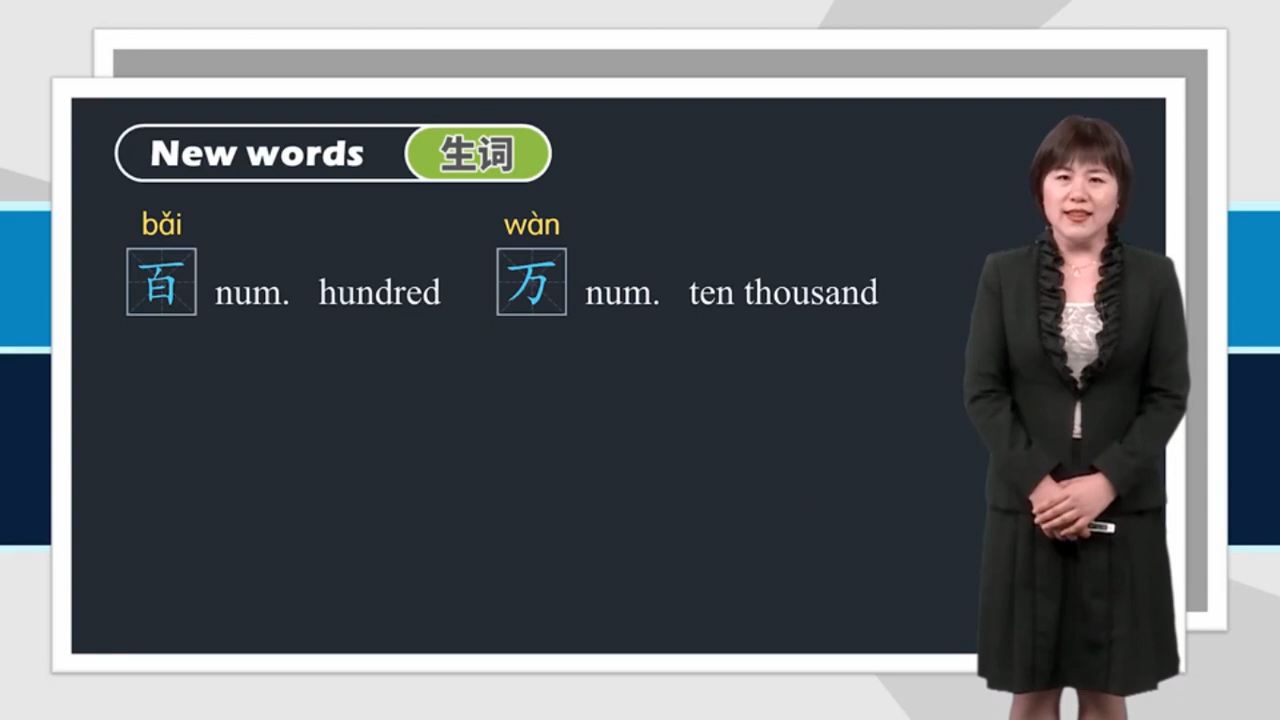 New words 生词
bǎi wàn
百 num. hundred 万 num. ten thousand